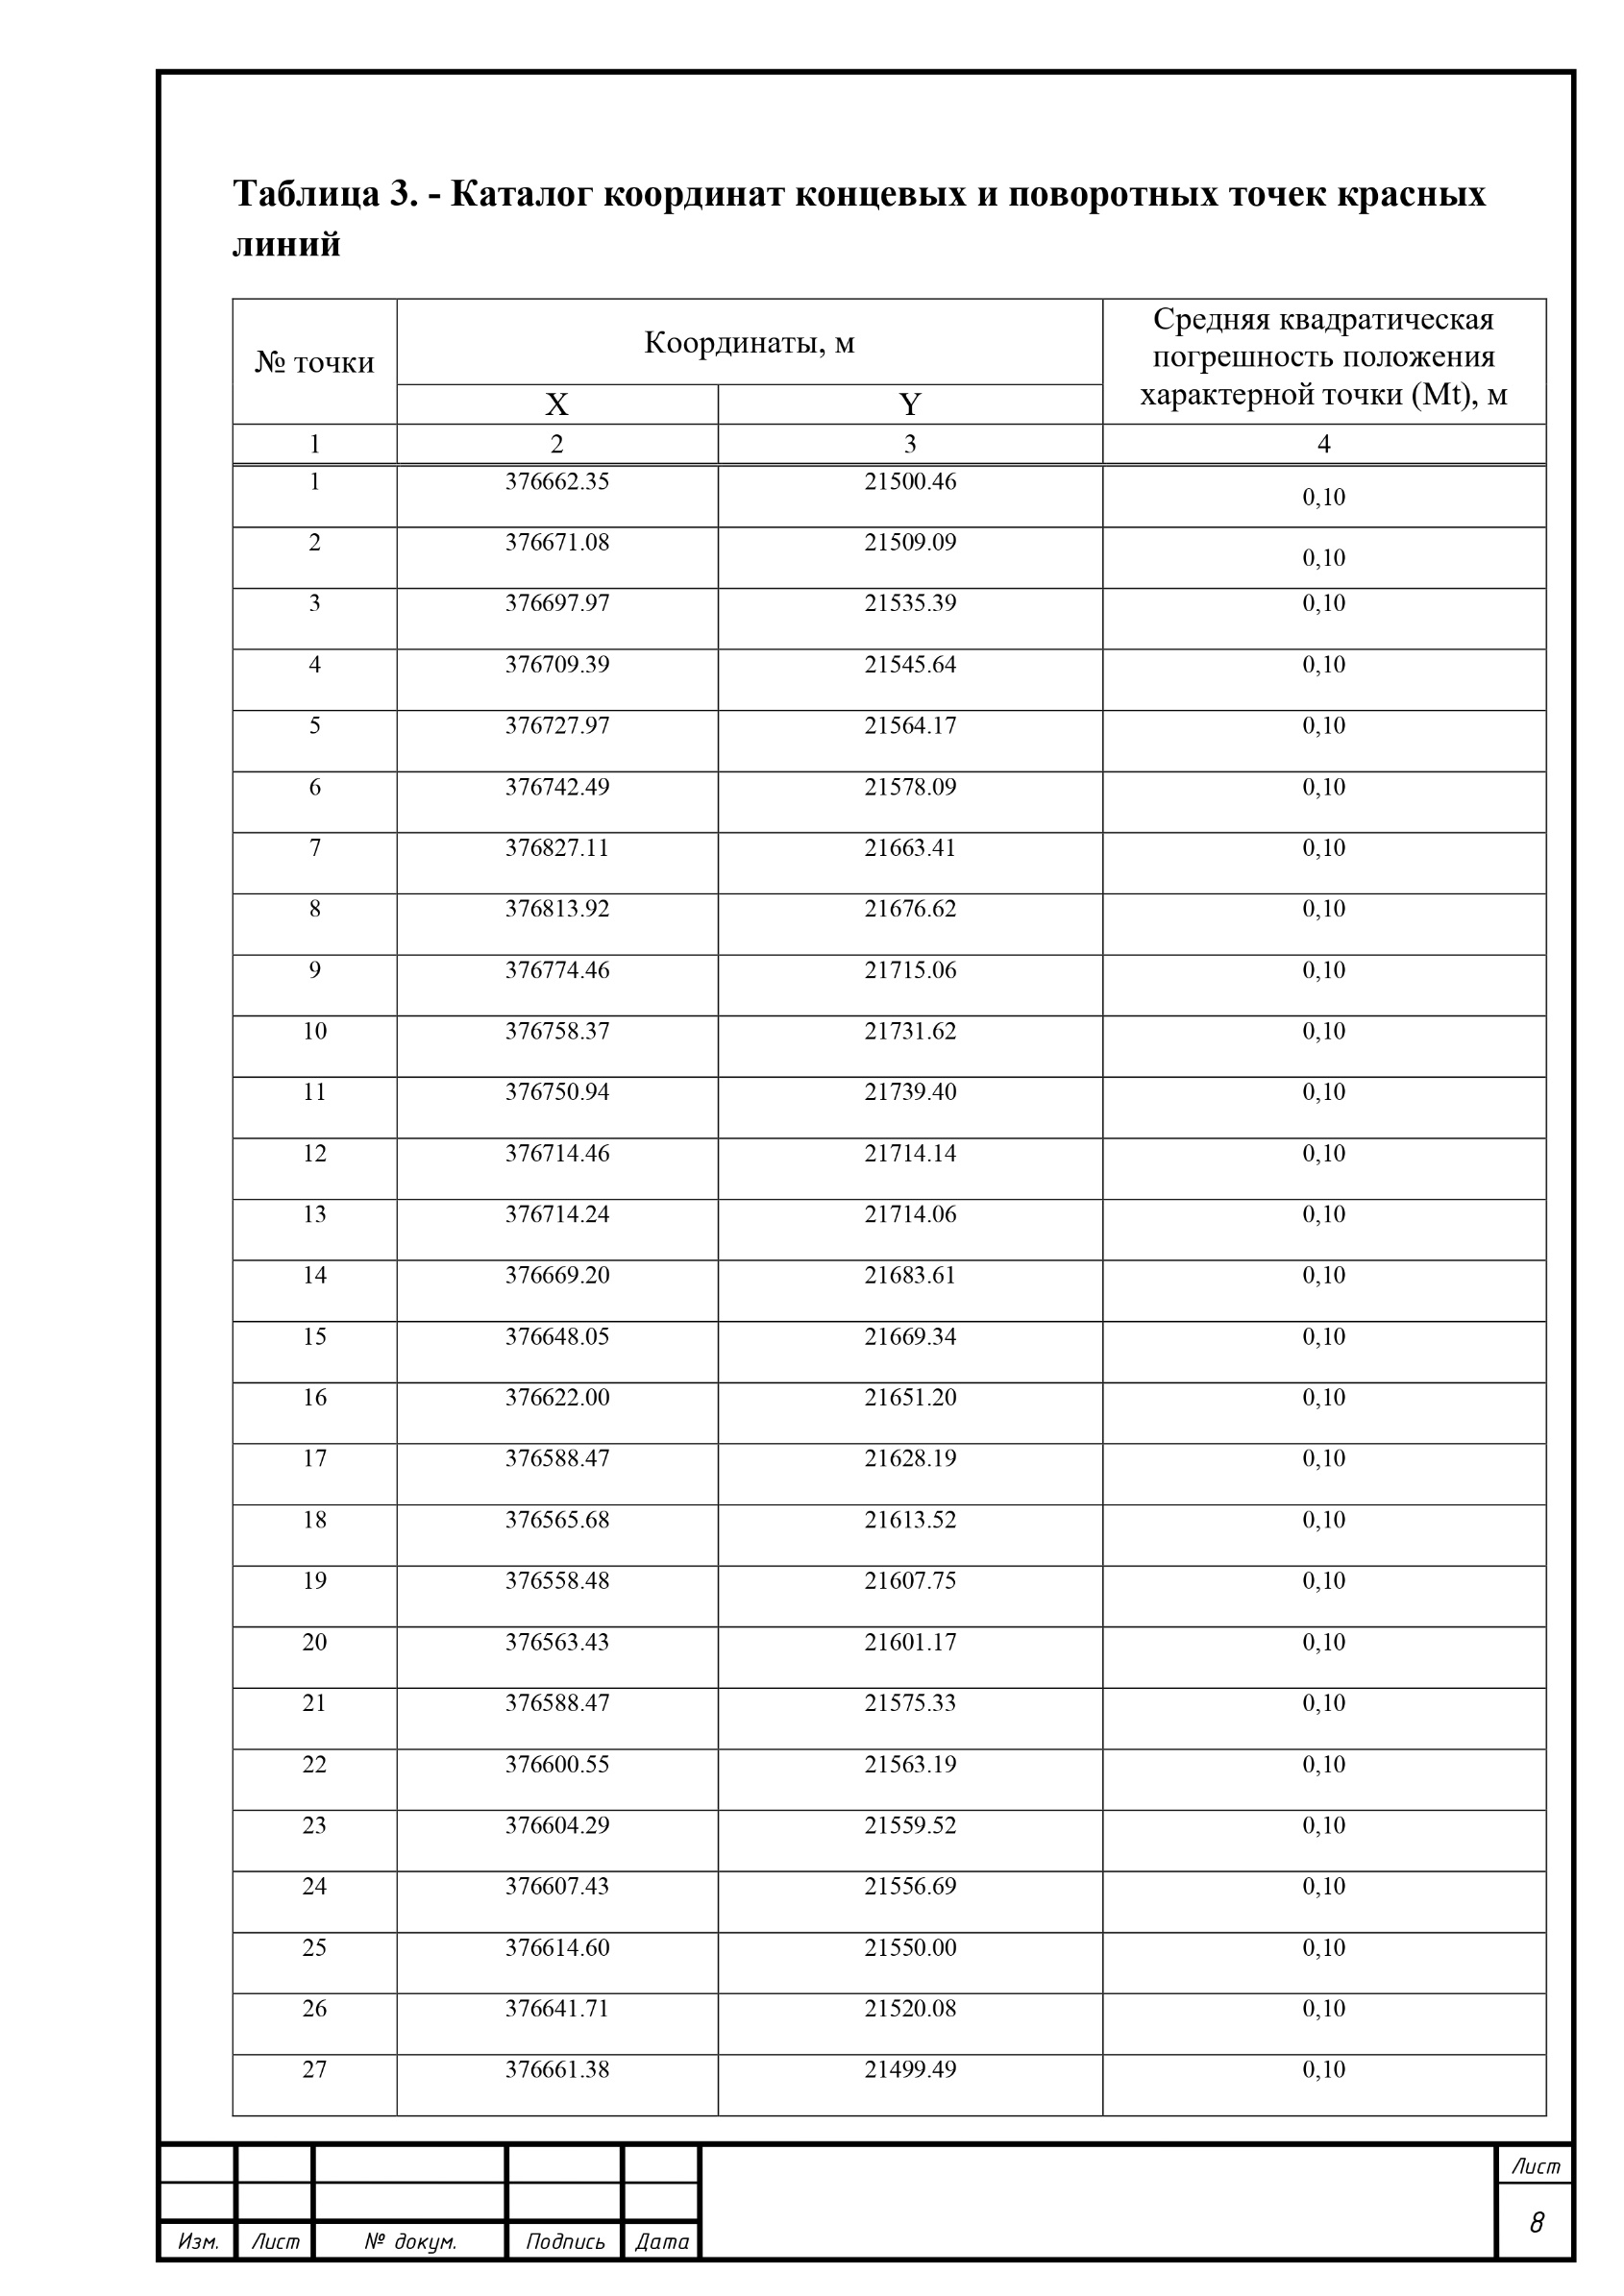 Таблица 3. - Каталог координат концевых и поворотных точек красных
линий
№ точки Координаты, м Средняя квадратическая
погрешность положения
характерной точки (Mt), м
X Y
1 2 3 4
1 376662.35 21500.46 0,10
2 376671.08 21509.09 0,10
3 376697.97 21535.39 0,10
4 376709.39 21545.64 0,10
5 376727.97 21564.17 0,10
6 376742.49 21578.09 0,10
7 376827.11 21663.41 0,10
8 376813.92 21676.62 0,10
9 376774.46 21715.06 0,10
10 376758.37 21731.62 0,10
11 376750.94 21739.40 0,10
12 376714.46 21714.14 0,10
13 376714.24 21714.06 0,10
14 376669.20 21683.61 0,10
15 376648.05 21669.34 0,10
16 376622.00 21651.20 0,10
17 376588.47 21628.19 0,10
18 376565.68 21613.52 0,10
19 376558.48 21607.75 0,10
20 376563.43 21601.17 0,10
21 376588.47 21575.33 0,10
22 376600.55 21563.19 0,10
23 376604.29 21559.52 0,10
24 376607.43 21556.69 0,10
25 376614.60 21550.00 0,10
26 376641.71 21520.08 0,10
27 376661.38 21499.49 0,10
Лист
8
Изм. Лист № докум. Подпись Дата